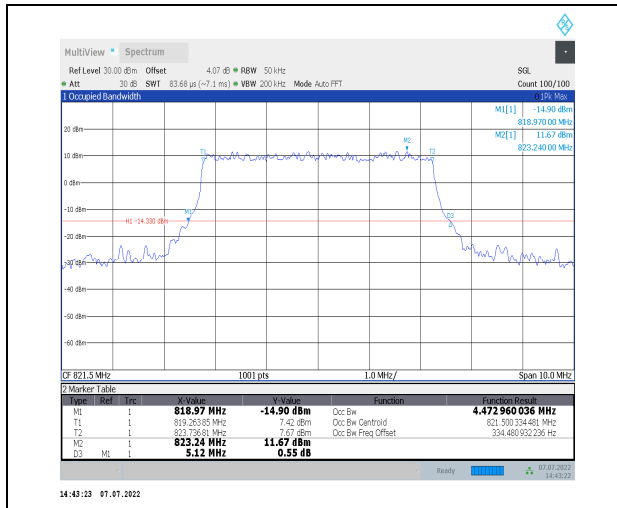 MultiView Spectrum
Ref Level 30.00 dBm Offset 4.07 dB RBW 50 kHz SGL
Att 30 dB SWT 83.68 µs (~7.1 ms) VBW 200 kHz Mode Auto FFT Count 100/100
1 Occupied Bandwidth 1Pk Max
M1[1] -14.90 dBm
818.97000 MHz
M2[1] 11.67 dBm
823.24000 MHz
20 dBm
M2
T1 T2
10 dBm
0 dBm
-10 dBm
M1
D3
H1 -14.330 dBm
-20 dBm
-30 dBm
-40 dBm
-50 dBm
-60 dBm
CF 821.5 MHz 1001 pts 1.0 MHz/ Span 10.0 MHz
2 Marker Table
Type Ref Trc X-Value Y-Value Function Function Result
M1 1 818.97 MHz -14.90 dBm Occ Bw 4.472 960 036 MHz
T1 1 819.26385 MHz 7.42 dBm Occ Bw Centroid 821.500 334 481 MHz
T2 1 823.73681 MHz 7.67 dBm Occ Bw Freq Offset 334.480 932 236 Hz
M2 1 823.24 MHz 11.67 dBm
D3 M1 1 5.12 MHz 0.55 dB
Ready 07.07.2022
14:43:22
14:43:23 07.07.2022